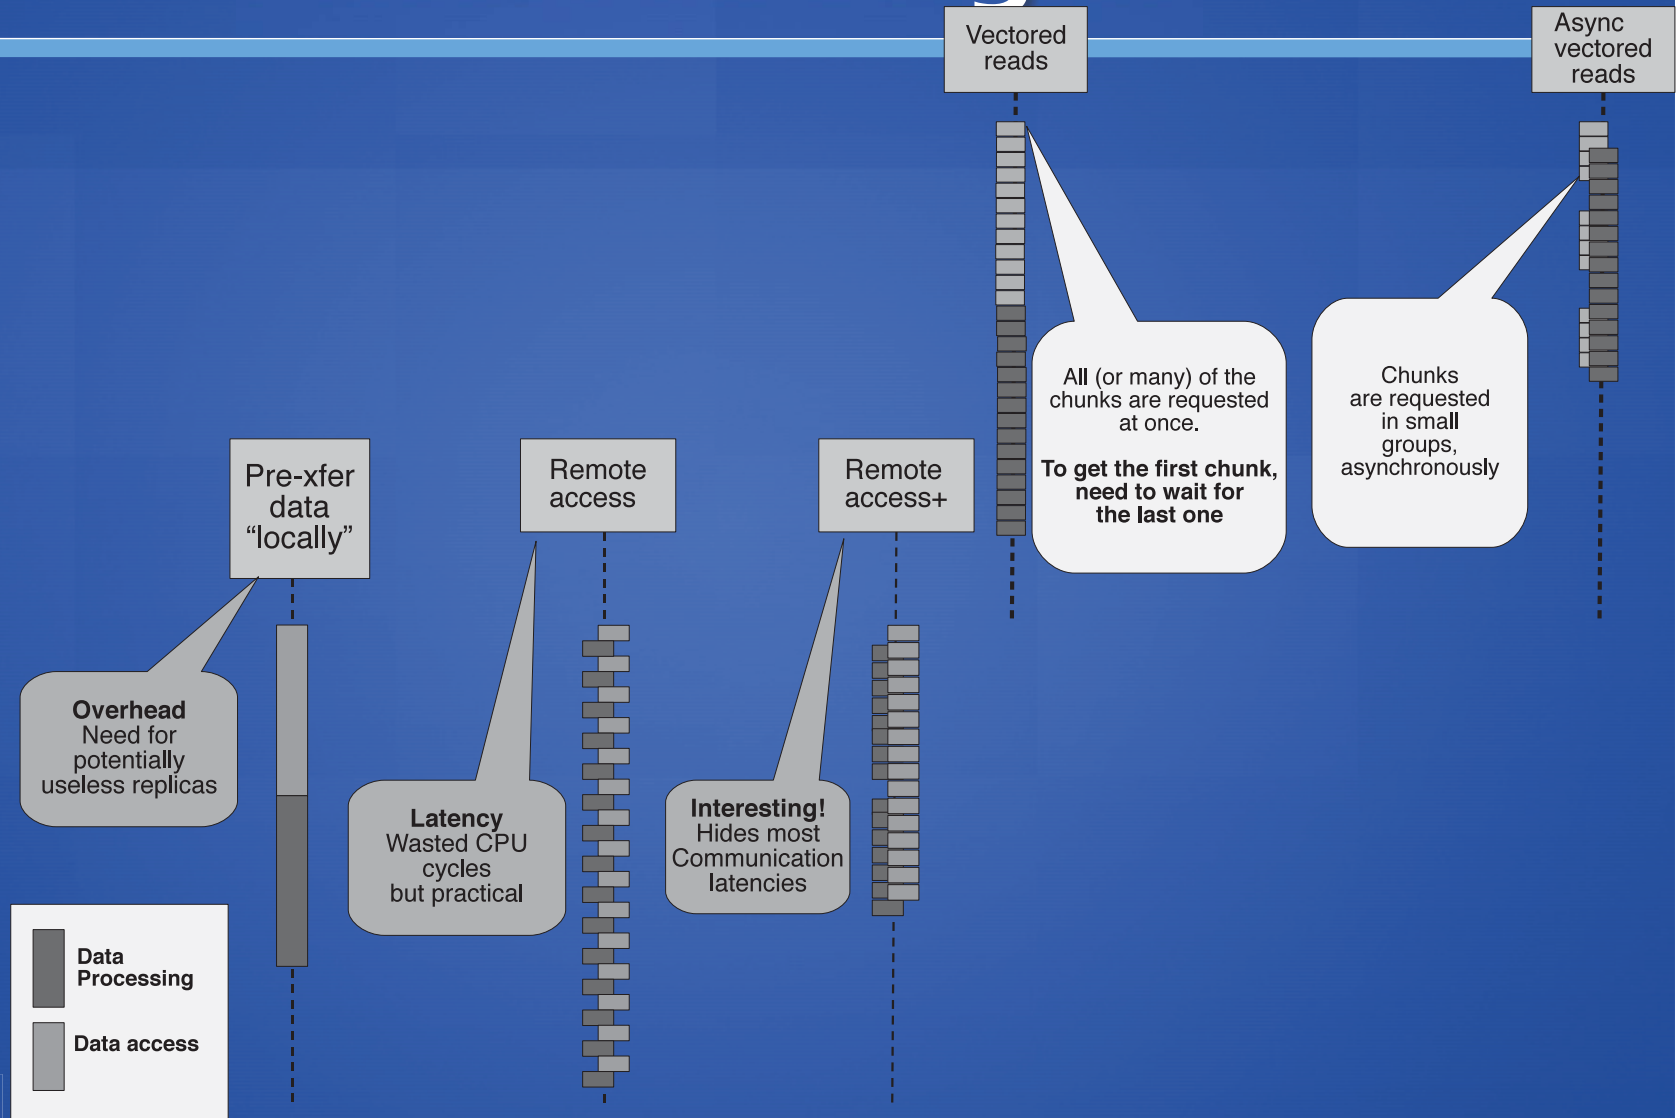 Vectored
reads
Async
vectored
reads
All (or many) of the
chunks are requested
at once.
To get the first chunk,
need to wait for
the last one
Chunks
are requested
in small
groups,
asynchronously
Pre-xfer
data
“locally”
Remote
access
Remote
access+
Overhead
Need for
potentially
useless replicas
Latency
Wasted CPU
cycles
but practical
Interesting!
Hides most
Communication
latencies
Data
Processing
Data access